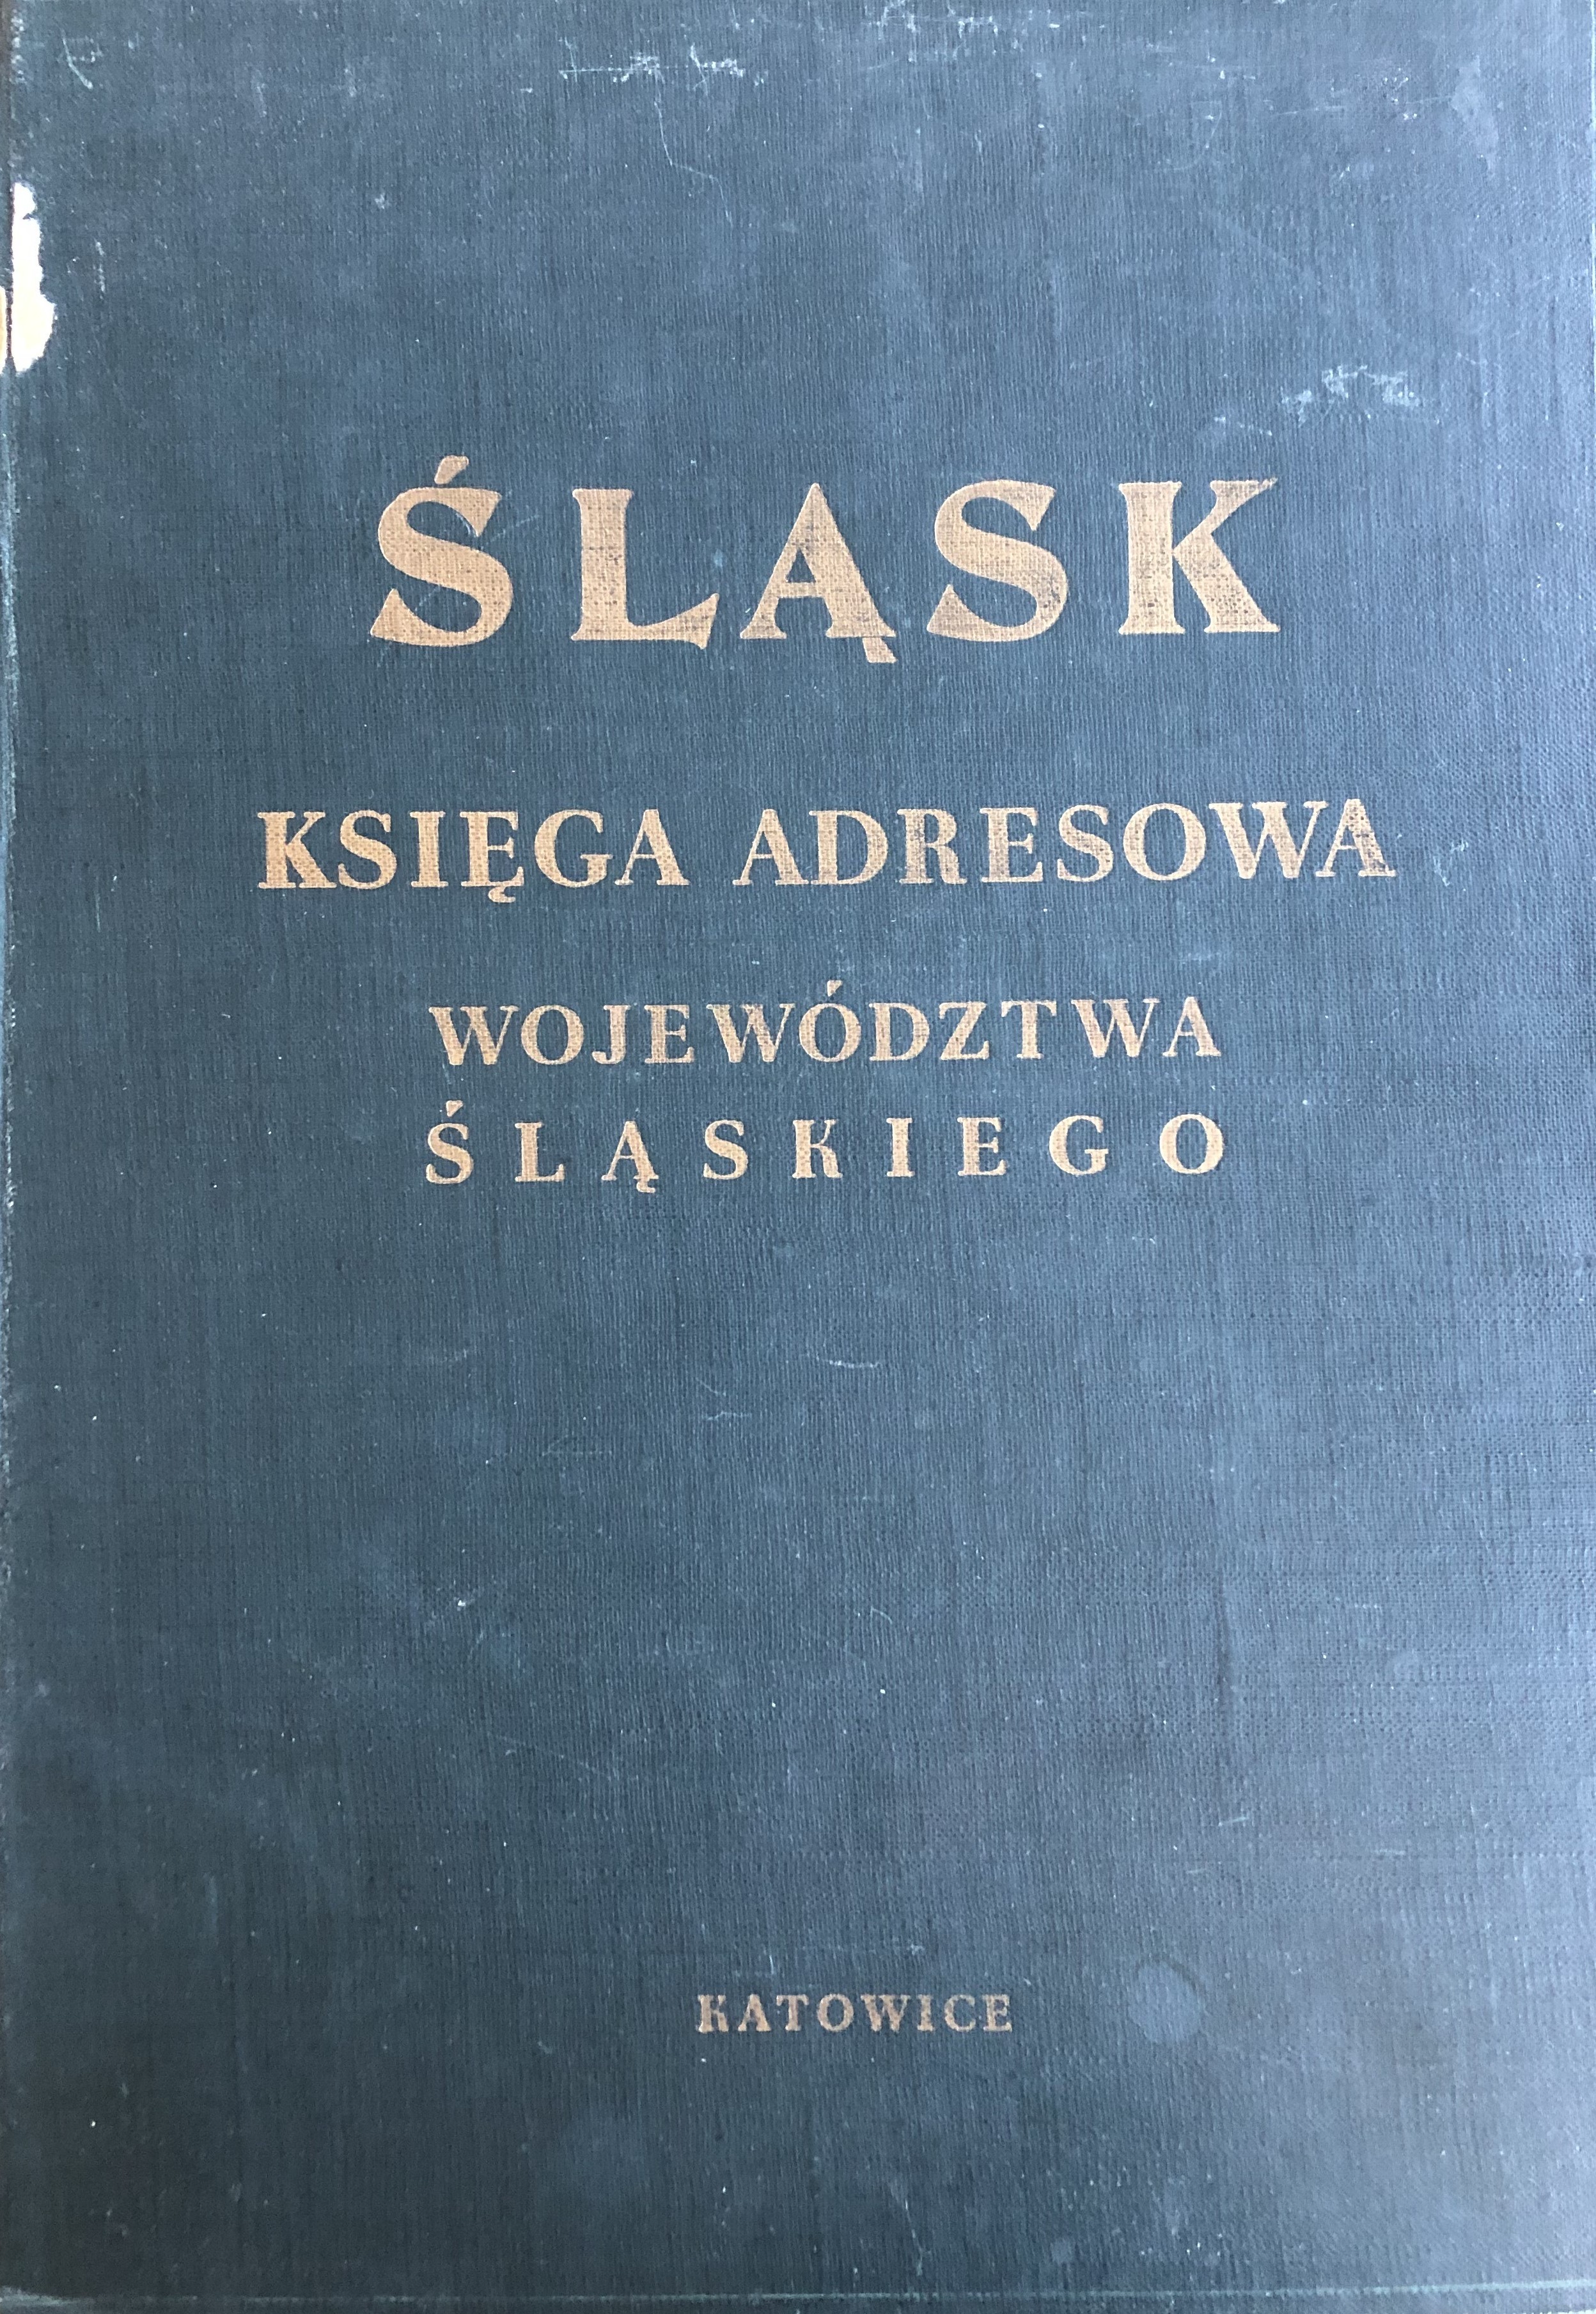 ŚLĄSK
KSIĘGA ADRESOWA
WOJEWÓDZTWA
ŚLĄSKIEGO
KATOWICE